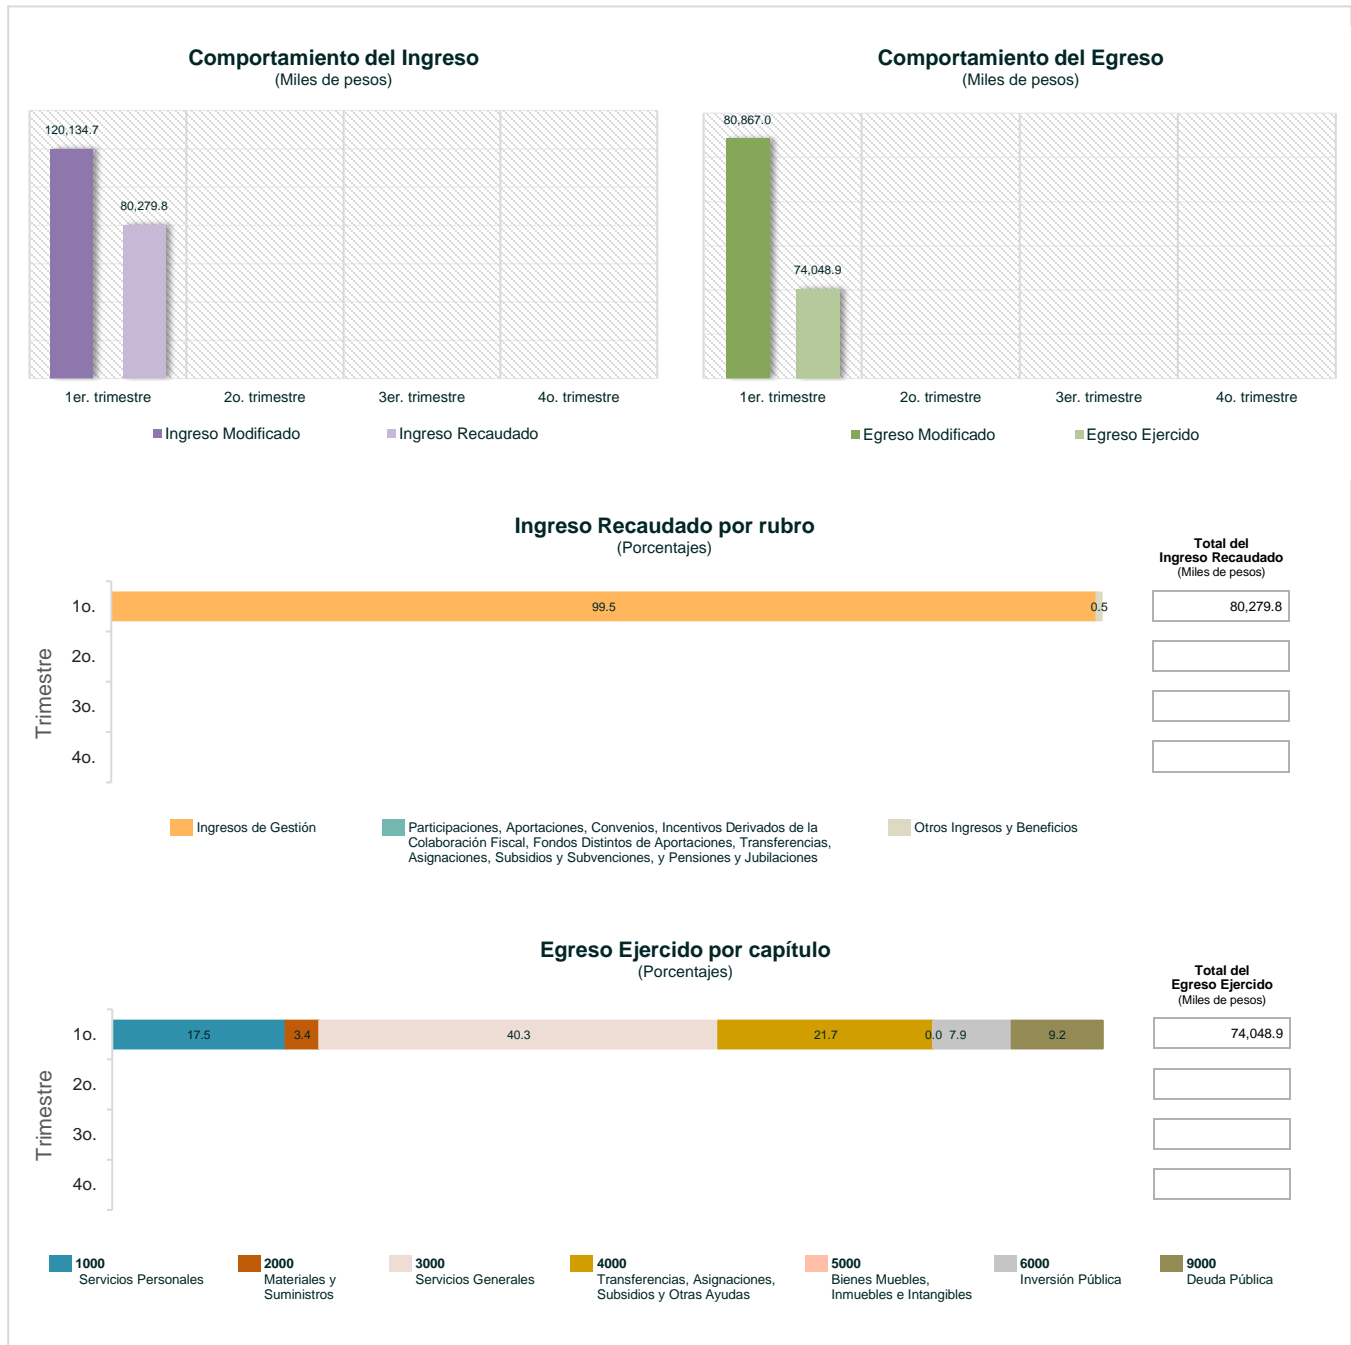 Comportamiento del Ingreso
(Miles de pesos)
120,134.7
80,279.8
1er. trimestre
2o. trimestre
3er. trimestre
4o. trimestre
Ingreso Modificado
Ingreso Recaudado
Comportamiento del Egreso
(Miles de pesos)
80,867.0
74,048.9
1er. trimestre
2o. trimestre
3er. trimestre
4o. trimestre
Egreso Modificado
Egreso Ejercido
Ingreso Recaudado por rubro
(Porcentajes)
Total del
Ingreso Recaudado
(Miles de pesos)
Trimestre
1o.
99.5
0.5
80,279.8
2o.
3o.
4o.
Ingresos de Gestión
Participaciones, Aportaciones, Convenios, Incentivos Derivados de la
Colaboración Fiscal, Fondos Distintos de Aportaciones, Transferencias,
Asignaciones, Subsidios y Subvenciones, y Pensiones y Jubilaciones
Otros Ingresos y Beneficios
Egreso Ejercido por capítulo
(Porcentajes)
Total del
Egreso Ejercido
(Miles de pesos)
Trimestre
1o.
17.5
3.4
40.3
21.7
0.0
7.9
9.2
74,048.9
2o.
3o.
4o.
1000
Servicios Personales
2000
Materiales y
Suministros
3000
Servicios Generales
4000
Transferencias, Asignaciones,
Subsidios y Otras Ayudas
5000
Bienes Muebles,
Inmuebles e Intangibles
6000
Inversión Pública
9000
Deuda Pública